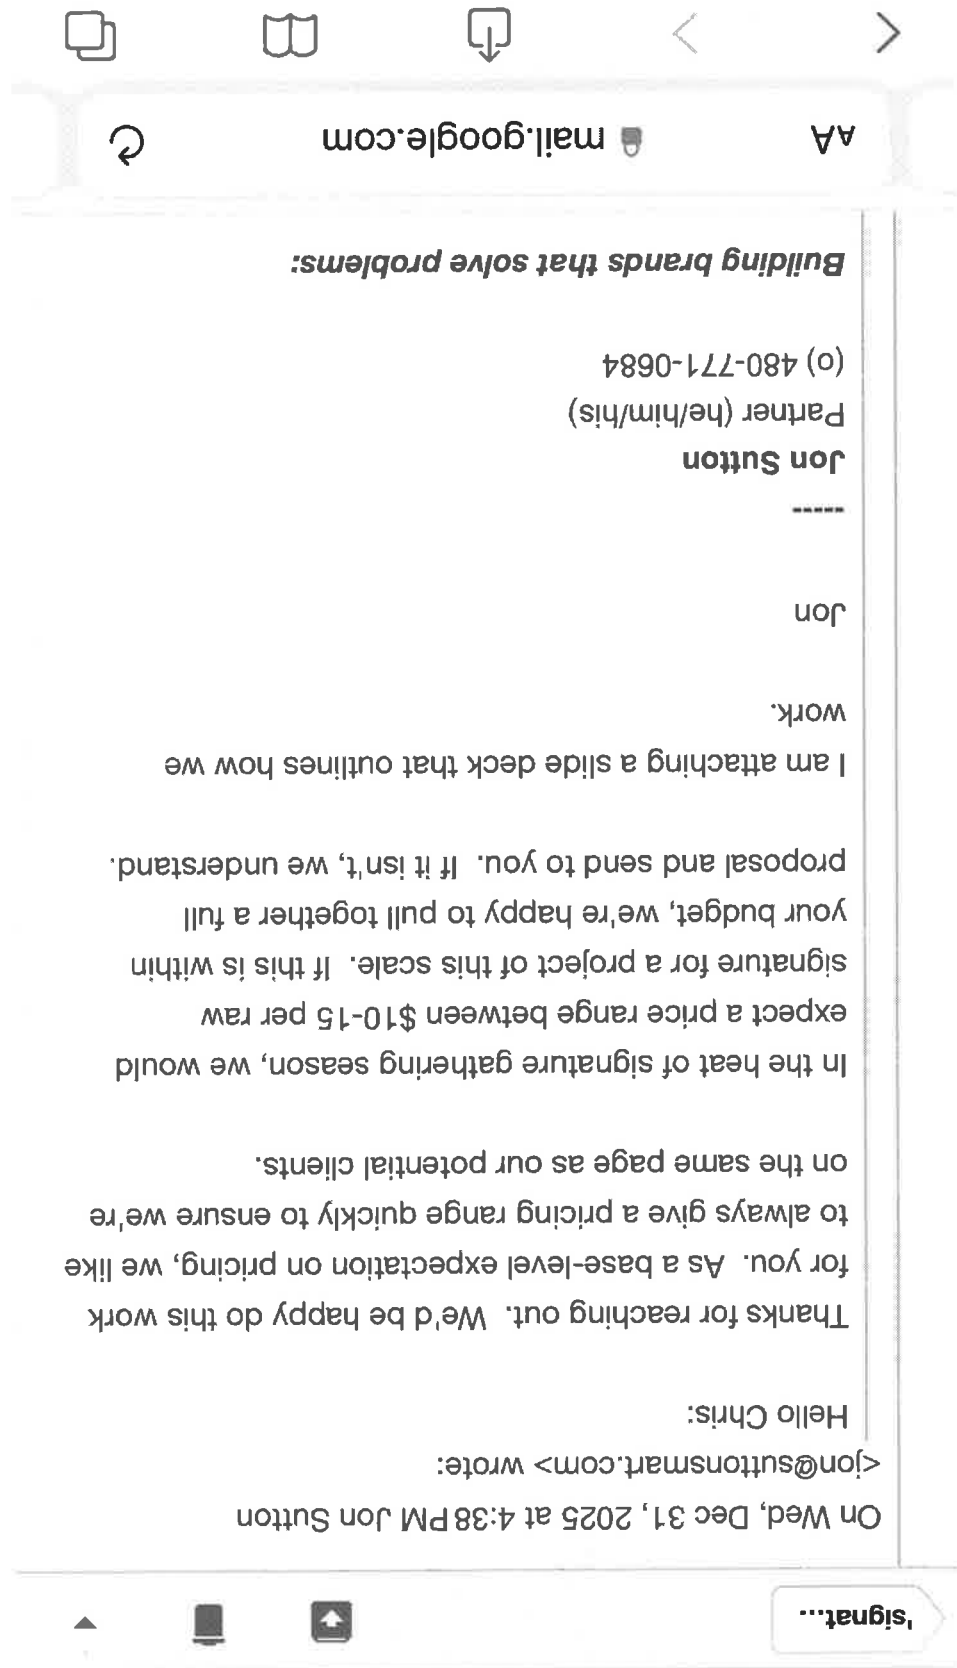 'signat...
On Wed, Dec 31, 2025 at 4:38 PM Jon Sutton
<jon@suttonsmart.com> wrote:
Hello Chris:
Thanks for reaching out. We'd be happy do this work
for you. As a base-level expectation on pricing, we like
to always give a pricing range quickly to ensure we're
on the same page as our potential clients.
In the heat of signature gathering season, we would
expect a price range between $10-15 per raw
signature for a project of this scale. If this is within
your budget, we're happy to pull together a full
proposal and send to you. If it isn't, we understand.
I am attaching a slide deck that outlines how we
work.
Jon
-----
Jon Sutton
Partner (he/him/his)
(o) 480-771-0684
Building brands that solve problems:
AA
mail.google.com